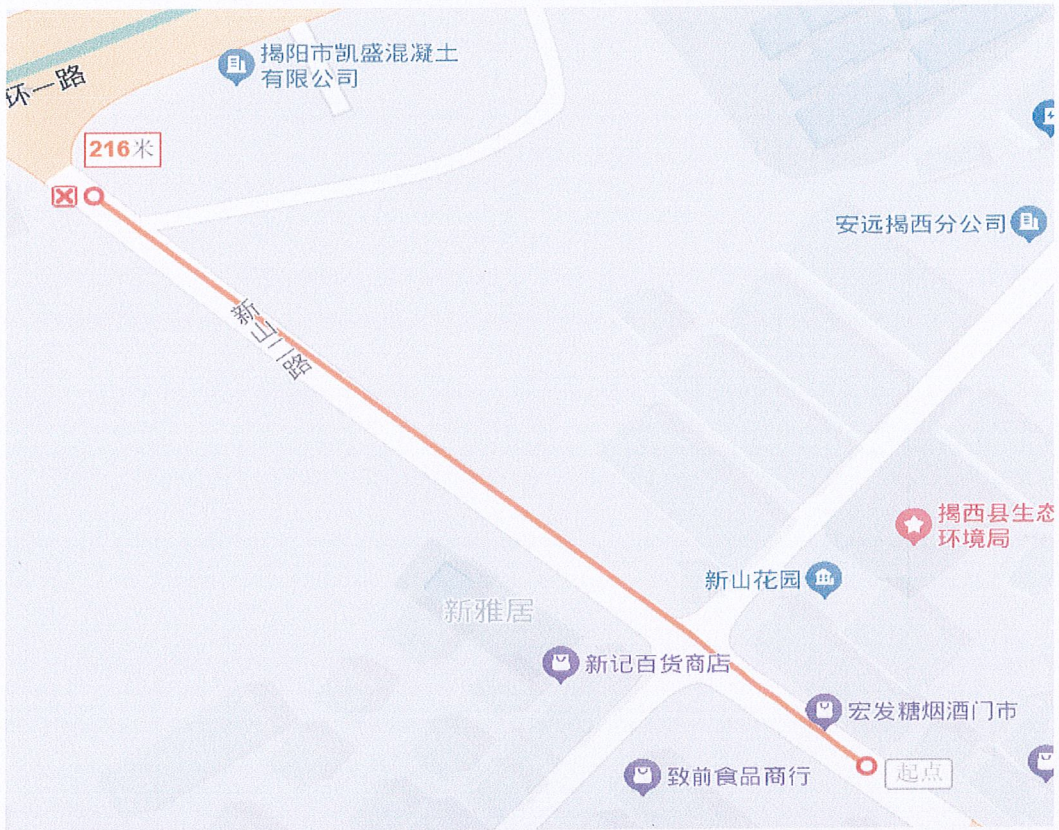 揭阳市凯盛混凝土
有限公司
环一路
216米
安远揭西分公司
新山二路
揭西县生态
环境局
新山花园
新雅居
新记百货商店
宏发糖烟酒门市
起点
致前食品商行